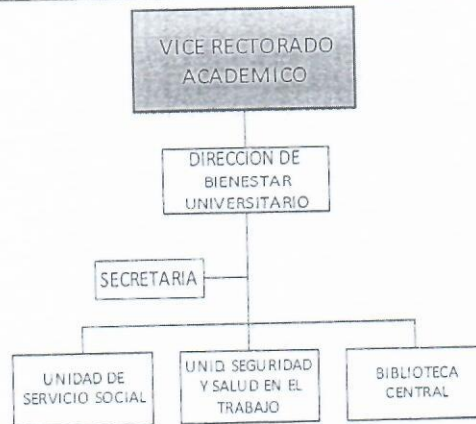 VICE RECTORADO
ACADEMICO
DIRECCION DE
BIENESTAR
UNIVERSITARIO
SECRETARIA
UNIDAD DE
SERVICIO SOCIAL
UNID. SEGURIDAD
Y SALUD EN EL
TRABAJO
BIBLIOTECA
CENTRAL